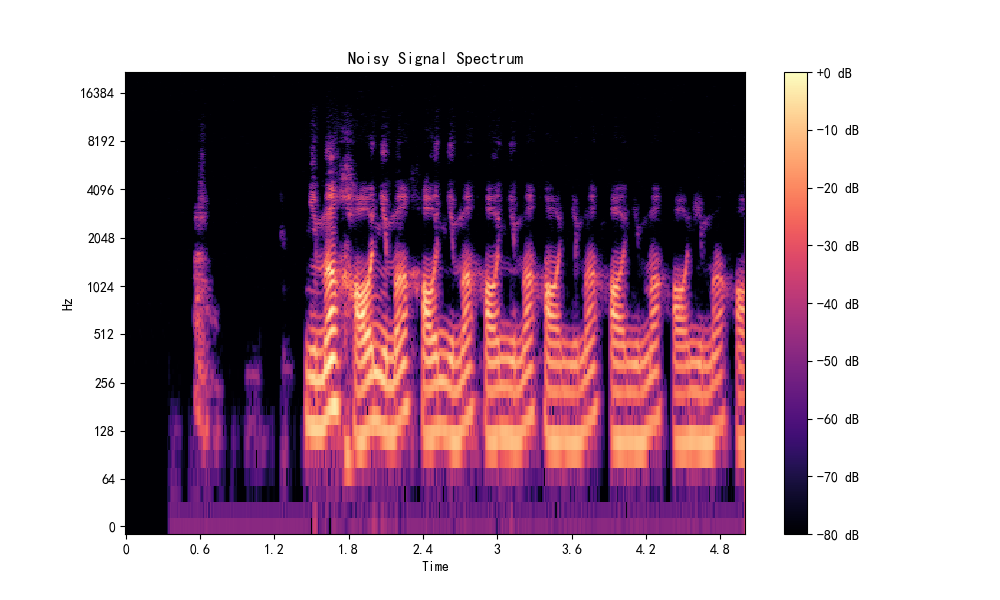 Noisy Signal Spectrum
Hz
16384
8192
4096
2048
1024
512
256
128
64
0
0 0.6 1.2 1.8 2.4 3 3.6 4.2 4.8
Time
+0 dB
−10 dB
−20 dB
−30 dB
−40 dB
−50 dB
−60 dB
−70 dB
−80 dB